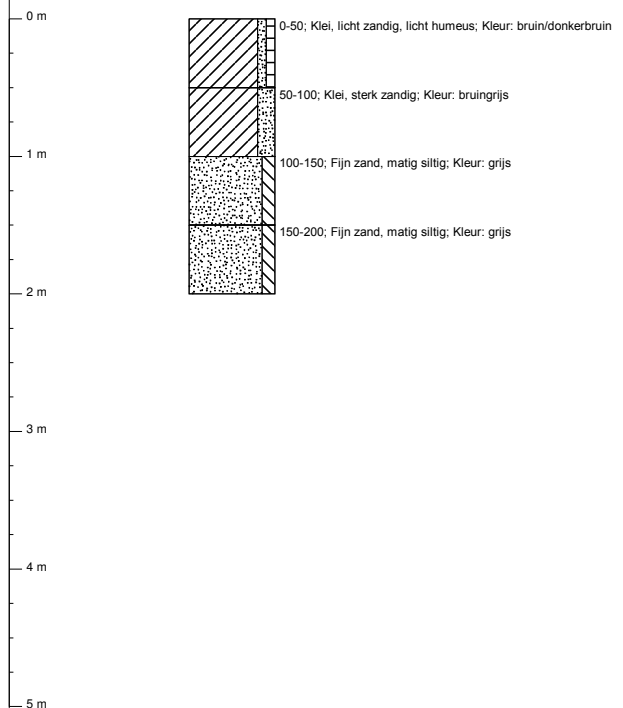 0 m
0-50; Klei, licht zandig, licht humeus; Kleur: bruin/donkerbruin
50-100; Klei, sterk zandig; Kleur: bruingrijs
1 m
100-150; Fijn zand, matig siltig; Kleur: grijs
150-200; Fijn zand, matig siltig; Kleur: grijs
2 m
3 m
4 m
5 m